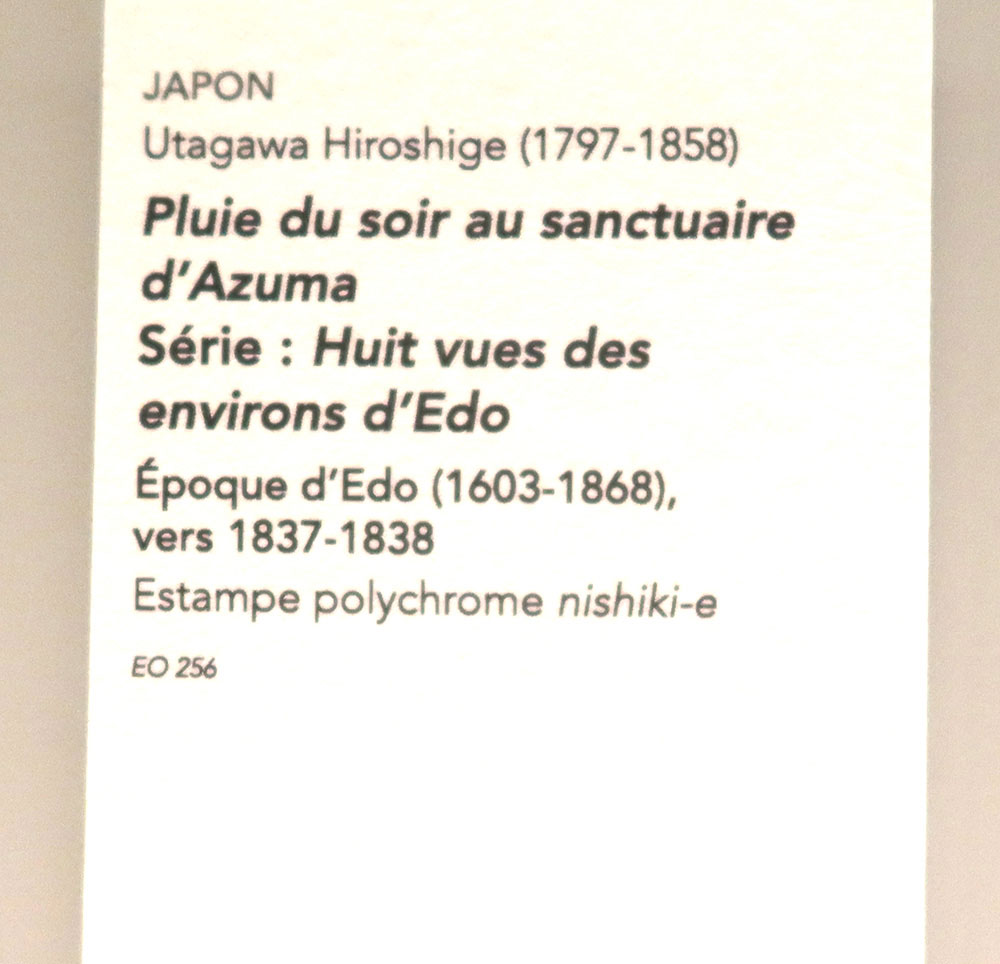 JAPON
Utagawa Hiroshige (1797-1858)
Pluie du soir au sanctuaire
d'Azuma
Série : Huit vues des
environs d'Edo
Époque d'Edo (1603-1868),
vers 1837-1838
Estampe polychrome nishiki-e
EO 256